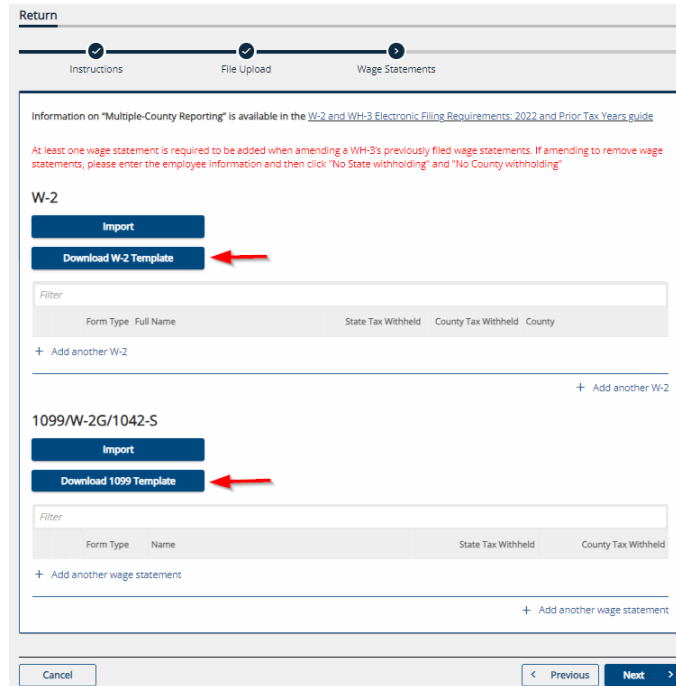 Return
Instructions File Upload Wage Statements
Information on "Multiple-County Reporting" is available in the W-2 and WH-3 Electronic Filing Requirements: 2022 and Prior Tax Years guide
At least one wage statement is required to be added when amending a WH-3's previously filed wage statements. If amending to remove wage
statements, please enter the employee information and then click "No State withholding" and "No County withholding"
W-2
Import
Download W-2 Template
Filter
Form Type Full Name State Tax Withheld County Tax Withheld County
+ Add another W-2
+ Add another W-2
1099/W-2G/1042-S
Import
Download 1099 Template
Filter
Form Type Name State Tax Withheld County Tax Withheld
+ Add another wage statement
+ Add another wage statement
Cancel < Previous Next >